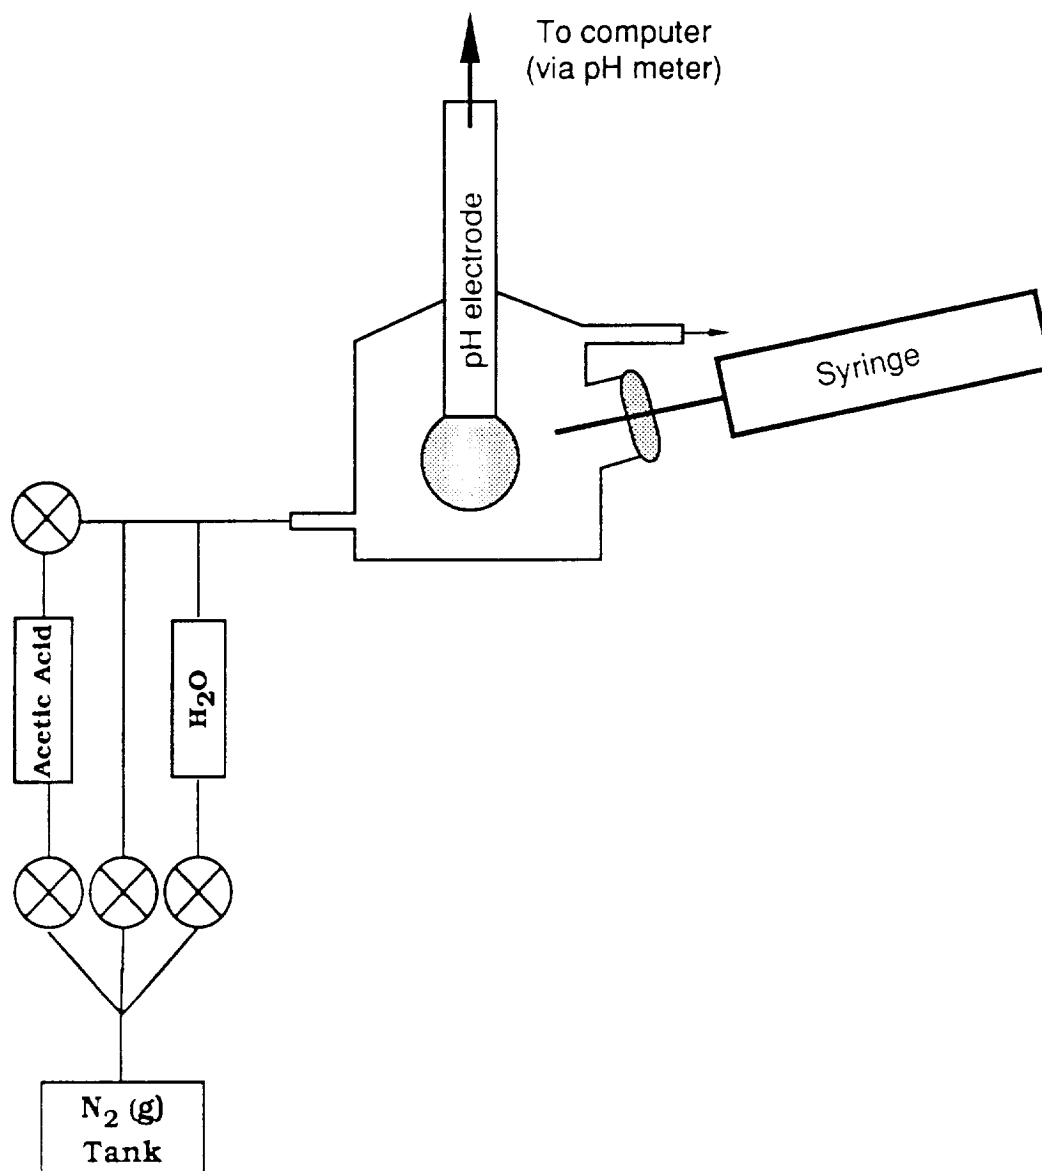 To computer
(via pH meter)
pH electrode
Syringe
Acetic Acid
H₂O
N₂ (g)
Tank